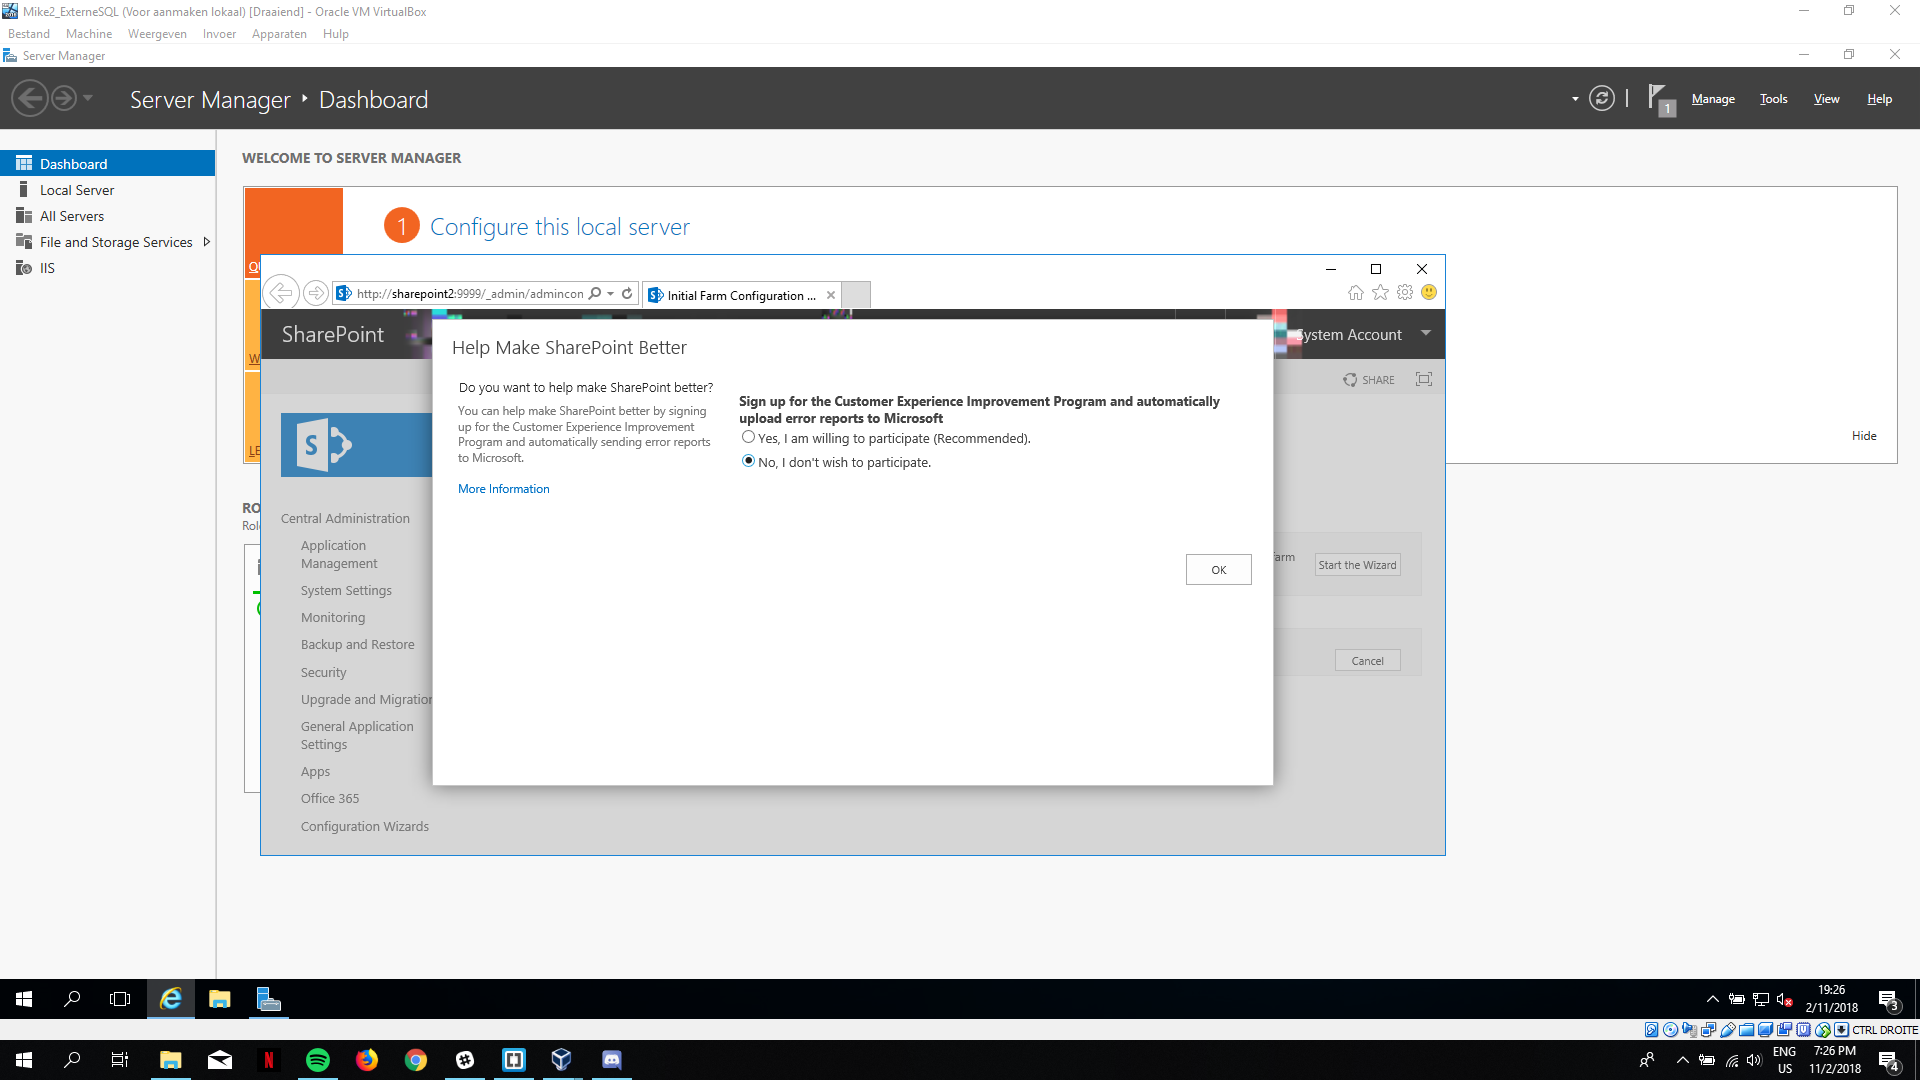 Mike2_ExterneSQL (Voor aanmaken lokaal) [Draaiend] - Oracle VM VirtualBox
Bestand Machine Weergeven Invoer Apparaten Hulp
Server Manager
Server Manager ‣ Dashboard
1
Manage Tools View Help
Dashboard
Local Server
All Servers
File and Storage Services
IIS
WELCOME TO SERVER MANAGER
1 Configure this local server
Hide
http://sharepoint2:9999/_admin/admincon
Initial Farm Configuration ...
SharePoint
System Account
SHARE
S
Central Administration
Application
Management
System Settings
Monitoring
Backup and Restore
Security
Upgrade and Migration
General Application
Settings
Apps
Office 365
Configuration Wizards
Help Make SharePoint Better
Do you want to help make SharePoint better?
You can help make SharePoint better by signing
up for the Customer Experience Improvement
Program and automatically sending error reports
to Microsoft.
More Information
Sign up for the Customer Experience Improvement Program and automatically
upload error reports to Microsoft
Yes, I am willing to participate (Recommended).
No, I don't wish to participate.
OK
Start the Wizard
Cancel
19:26
2/11/2018
3
CTRL DROITE
ENG
US
7:26 PM
11/2/2018
4